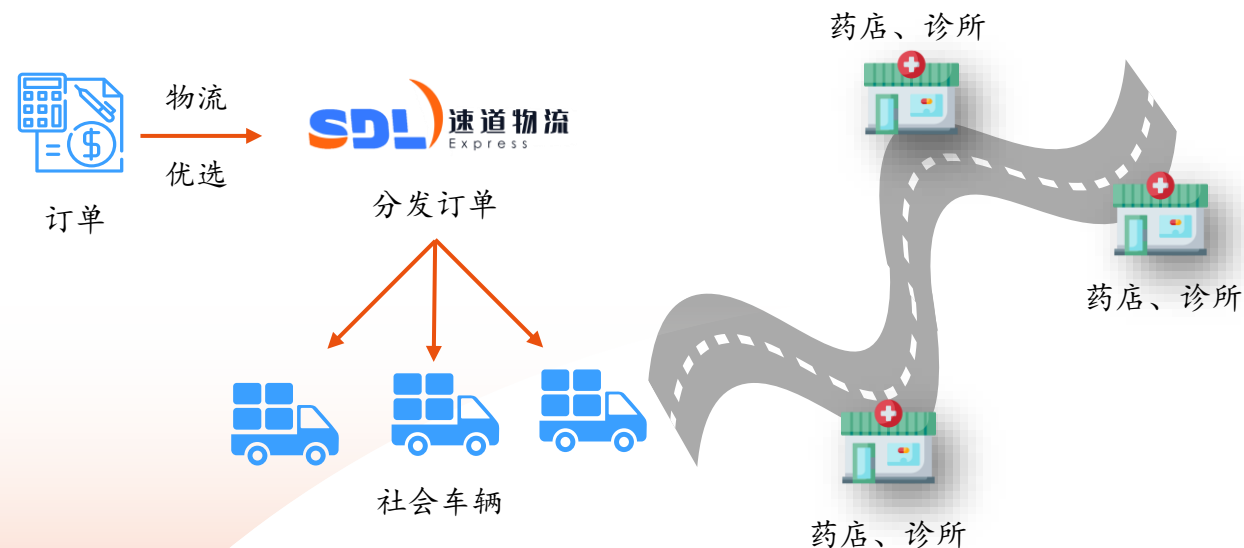 药店、诊所
物流
优选
订单
SDL 速道物流
Express
分发订单
药店、诊所
社会车辆
药店、诊所